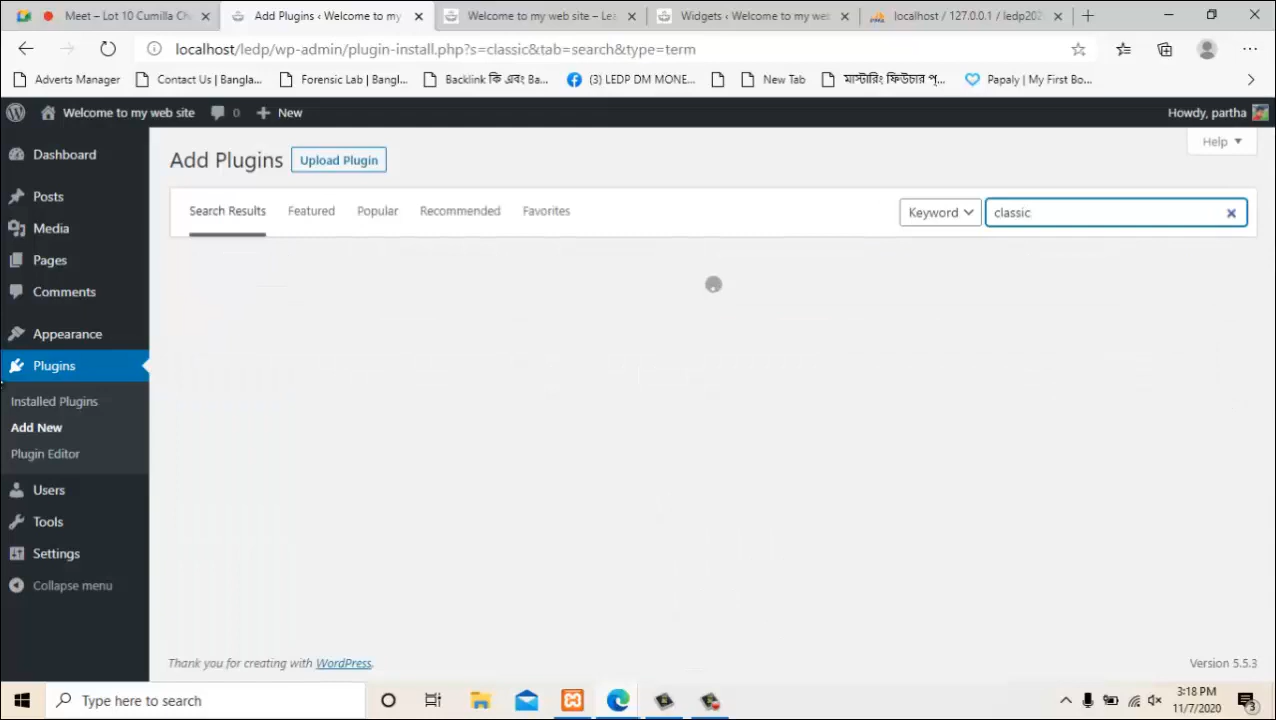 Meet – Lot 10 Cumilla Ch
Add Plugins ‹ Welcome to my
Welcome to my web site – Lea
Widgets ‹ Welcome to my we
localhost / 127.0.0.1 / ledp202
localhost/ledp/wp-admin/plugin-install.php?s=classic&tab=search&type=term
Adverts Manager
Contact Us | Bangla...
Forensic Lab | Bangl...
Backlink কি এবং Ba...
(3) LEDP DM MONE...
New Tab
মাস্টারিং ফিউচার প্...
Papaly | My First Bo...
Welcome to my web site
0
New
Howdy, partha
Dashboard
Posts
Media
Pages
Comments
Appearance
Plugins
Installed Plugins
Add New
Plugin Editor
Users
Tools
Settings
Collapse menu
Add Plugins
Upload Plugin
Help
Search Results
Featured
Popular
Recommended
Favorites
Keyword
classic
Thank you for creating with WordPress.
Version 5.5.3
Type here to search
3:18 PM
11/7/2020
3